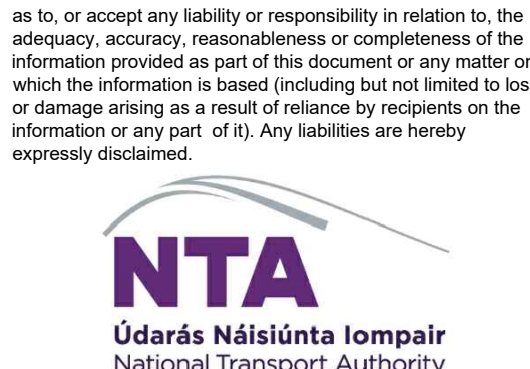 as to, or accept any liability or responsibility in relation to, the
adequacy, accuracy, reasonableness or completeness of the
information provided as part of this document or any matter on
which the information is based (including but not limited to los
or damage arising as a result of reliance by recipients on the
information or any part of it). Any liabilities are hereby
expressly disclaimed.
NTA
Údarás Náisiúnta Iompair
National Transport Authority